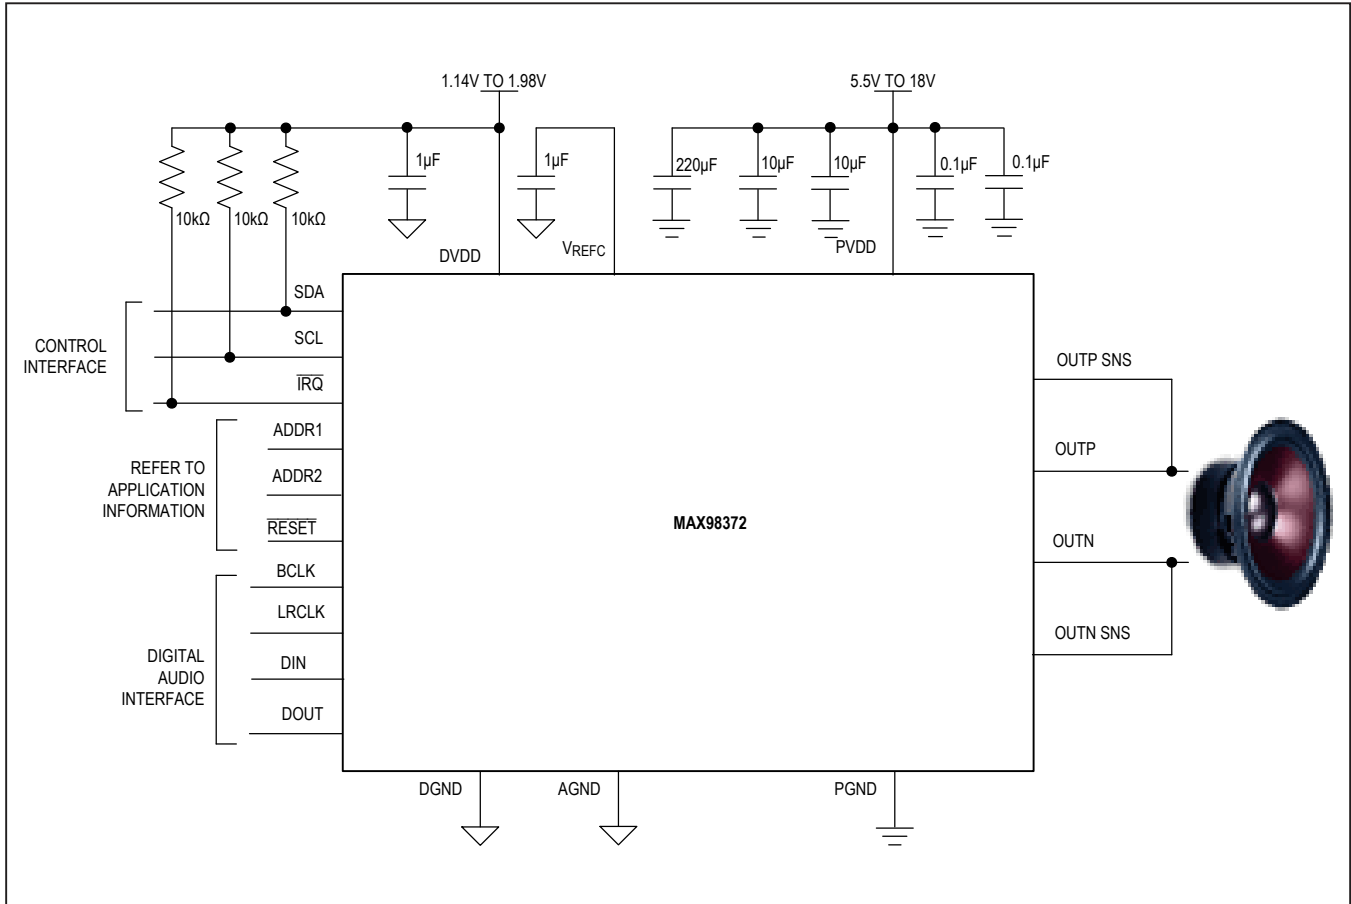 1.14V TO 1.98V
5.5V TO 18V
1µF
1µF
220µF
10µF
10µF
0.1µF
0.1µF
10kΩ
10kΩ
10kΩ
DVDD
VREFC
PVDD
SDA
SCL
IRQ
CONTROL
INTERFACE
ADDR1
ADDR2
RESET
REFER TO
APPLICATION
INFORMATION
BCLK
LRCLK
DIN
DOUT
DIGITAL
AUDIO
INTERFACE
MAX98372
OUTP SNS
OUTP
OUTN
OUTN SNS
DGND
AGND
PGND